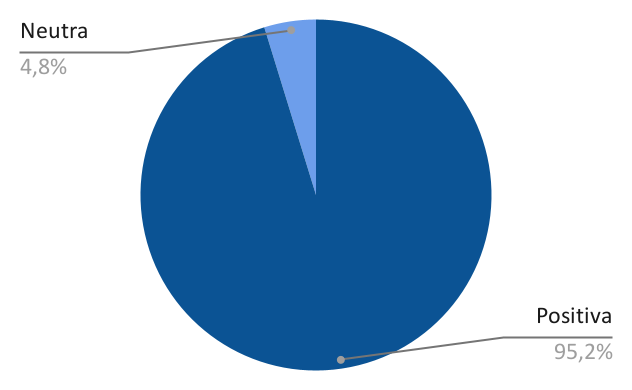 Neutra
4,8%
Positiva
95,2%